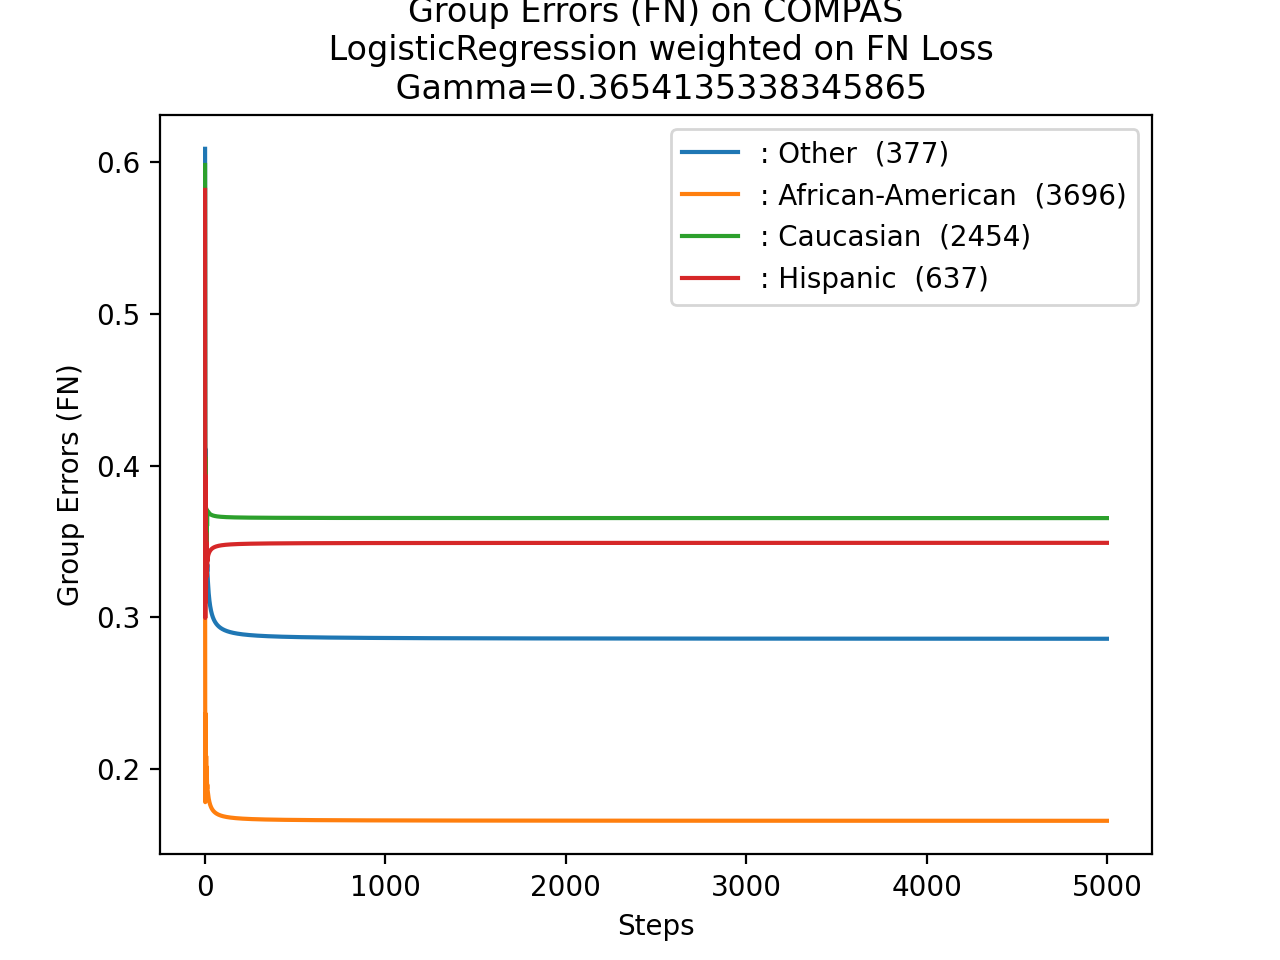 Group Errors (FN) on COMPAS
LogisticRegression weighted on FN Loss
Gamma=0.3654135338345865
: Other (377)
: African-American (3696)
: Caucasian (2454)
: Hispanic (637)
Group Errors (FN)
0.6
0.5
0.4
0.3
0.2
0 1000 2000 3000 4000 5000
Steps